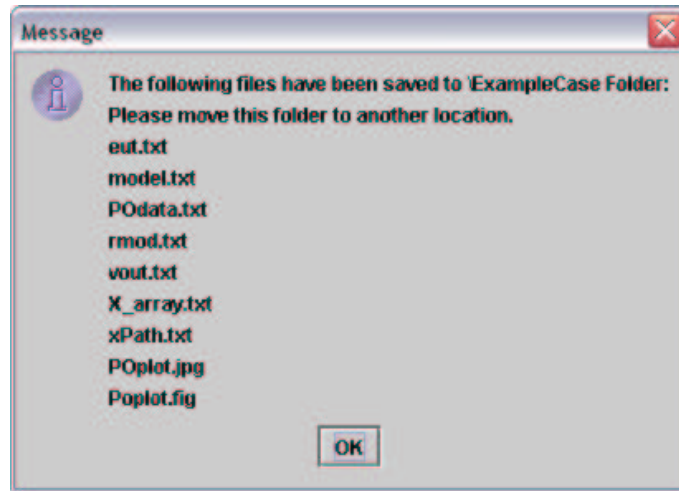 Message
The following files have been saved to \ExampleCase Folder:
Please move this folder to another location.
eut.txt
model.txt
POdata.txt
rmod.txt
vout.txt
X_array.txt
xPath.txt
POplot.jpg
Poplot.fig
OK